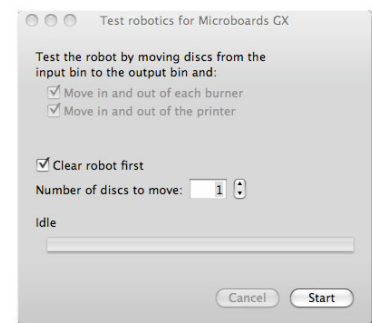 Test robotics for Microboards GX
Test the robot by moving discs from the
input bin to the output bin and:
Move in and out of each burner
Move in and out of the printer
Clear robot first
Number of discs to move: 1
Idle
Cancel Start